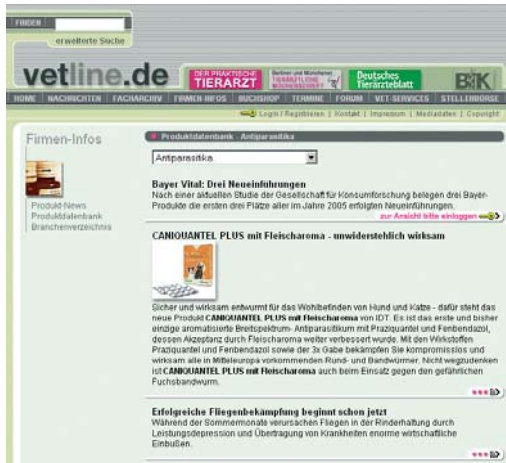 FINDEN
erweiterte Suche
vetline.de
DER PRAKTISCHE
TIERARZT
Berliner und Münchener
TIERÄRZTLICHE
WOCHENSCHRIFT
Deutsches
Tierärzteblatt
HOME | NACHRICHTEN | FACHARCHIV | FIRMEN-INFOS | BUCHSHOP | TERMINE | FORUM | VET-SERVICES | STELLENBÖRSE
Login / Registrieren | Kontakt | Impressum | Mediadaten | Copyright
Firmen-Infos
Produkt-News
Produktdatenbank
Branchenverzeichnis
Produktdatenbank - Antiparasitika
Antiparasitika
Bayer Vital: Drei Neueinführungen
Nach einer aktuellen Studie der Gesellschaft für Konsumforschung belegen drei Bayer-
Produkte die ersten drei Plätze aller im Jahre 2005 erfolgten Neueinführungen.
zur Ansicht bitte einloggen
CANIQUANTEL PLUS mit Fleischaroma - unwiderstehlich wirksam
Sicher und wirksam entwurmt für das Wohlbefinden von Hund und Katze - dafür steht das
neue Produkt CANIQUANTEL PLUS mit Fleischaroma von IDT. Es ist das erste und bisher
einzige aromatisierte Breitspektrum- Antiparasitikum mit Praziquantel und Fenbendazol,
dessen Akzeptanz durch Fleischaroma weiter verbessert wurde. Mit den Wirkstoffen
Praziquantel und Fenbendazol sowie der 3x Gabe bekämpfen Sie kompromisslos und
wirksam alle in Mitteleuropa vorkommenden Rund- und Bandwürmer. Nicht wegzudenken
ist CANIQUANTEL PLUS mit Fleischaroma auch beim Einsatz gegen den gefährlichen
Fuchsbandwurm.
Erfolgreiche Fliegenbekämpfung beginnt schon jetzt
Während der Sommermonate verursachen Fliegen in der Rinderhaltung durch
Leistungsdepression und Übertragung von Krankheiten enorme wirtschaftliche
Einbußen.